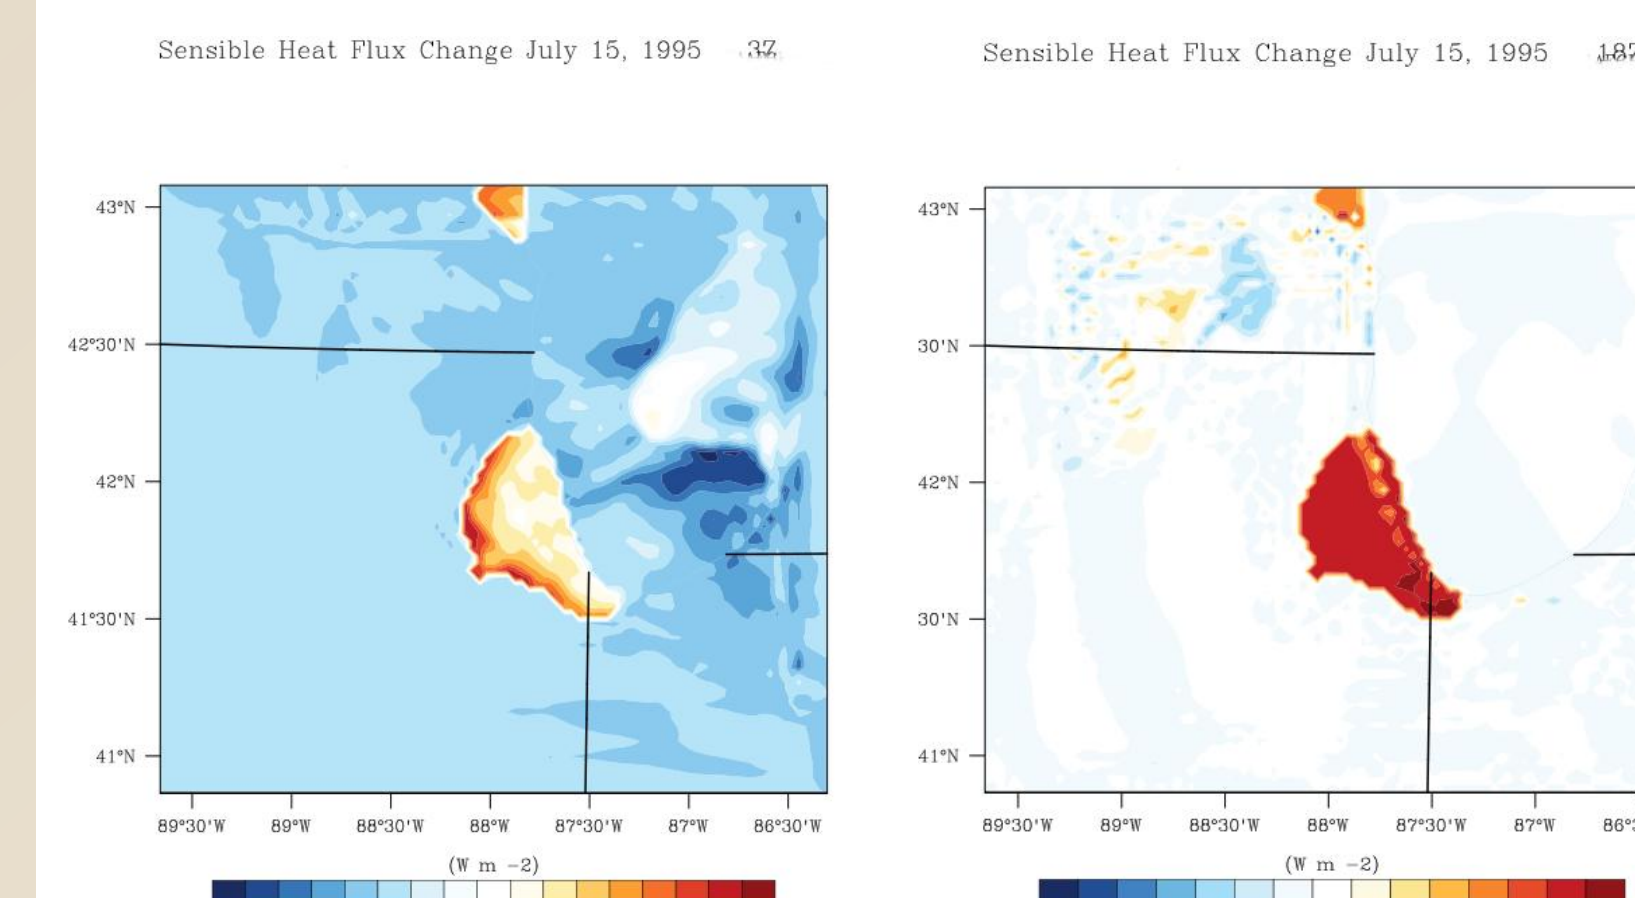 Sensible Heat Flux Change July 15, 1995 3Z
Sensible Heat Flux Change July 15, 1995
43°N
42°30'N
42°N
41°30'N
41°N
89°30'W 89°W 88°30'W 88°W 87°30'W 87°W 86°30'W
(W m -2)
43°N
30'N
42°N
30'N
41°N
89°30'W 89°W 88°30'W 88°W 87°30'W 87°W
(W m -2)